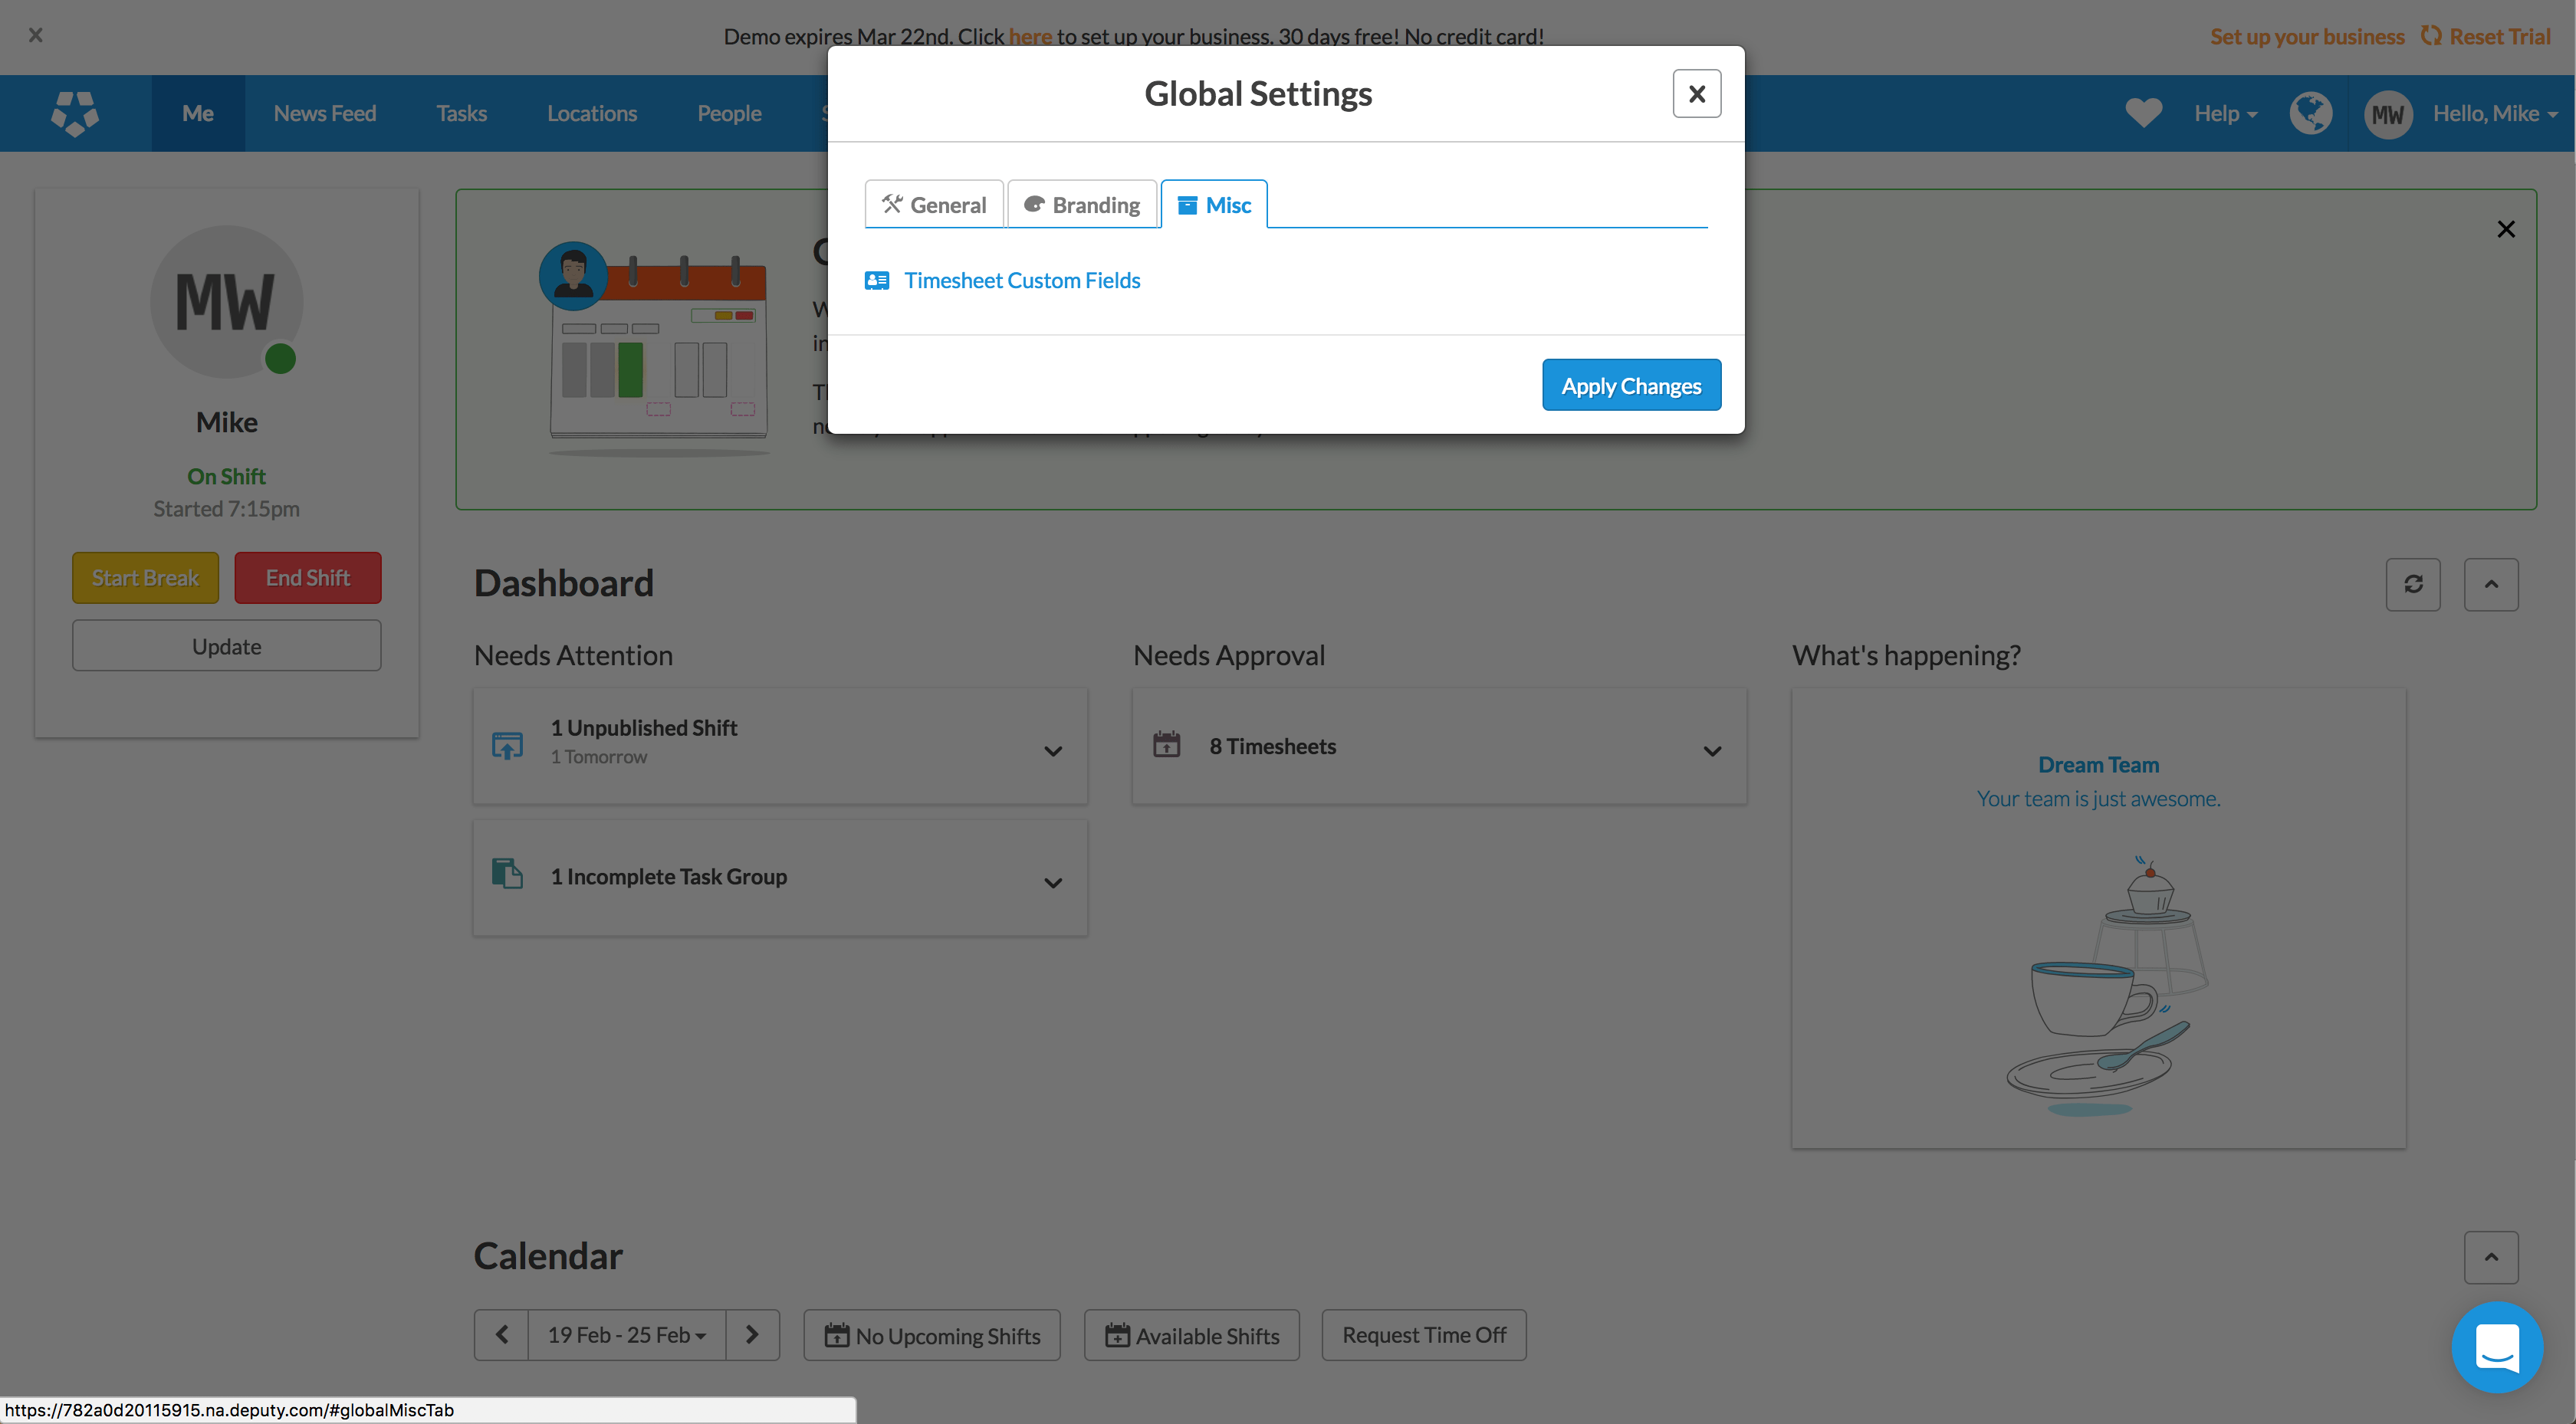 Demo expires Mar 22nd. Click here to set up your business. 30 days free! No credit card!
Set up your business Reset Trial
Me News Feed Tasks Locations People
Help
MW
Hello, Mike
Global Settings
General Branding Misc
Timesheet Custom Fields
Apply Changes
MW
Mike
On Shift
Started 7:15pm
Start Break End Shift
Update
Dashboard
Needs Attention
1 Unpublished Shift
1 Tomorrow
1 Incomplete Task Group
Needs Approval
8 Timesheets
What's happening?
Dream Team
Your team is just awesome.
Calendar
19 Feb - 25 Feb No Upcoming Shifts Available Shifts Request Time Off
https://782a0d20115915.na.deputy.com/#globalMiscTab